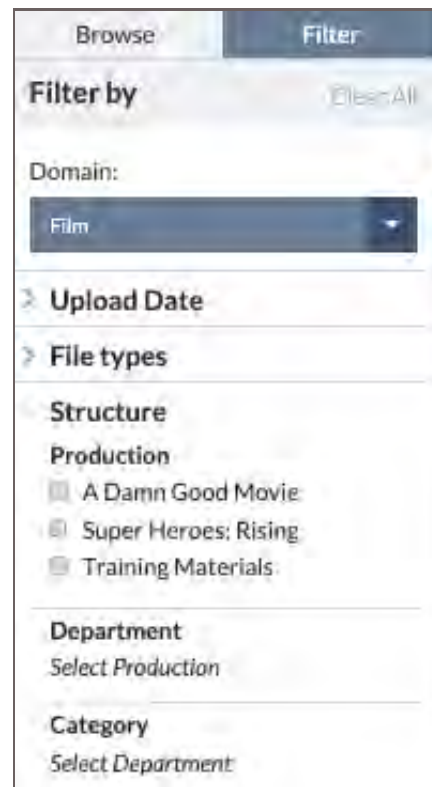 Browse Filter
Filter by Clear All
Domain:
Film
Upload Date
File types
Structure
Production
A Damn Good Movie
Super Heroes: Rising
Training Materials
Department
Select Production
Category
Select Department